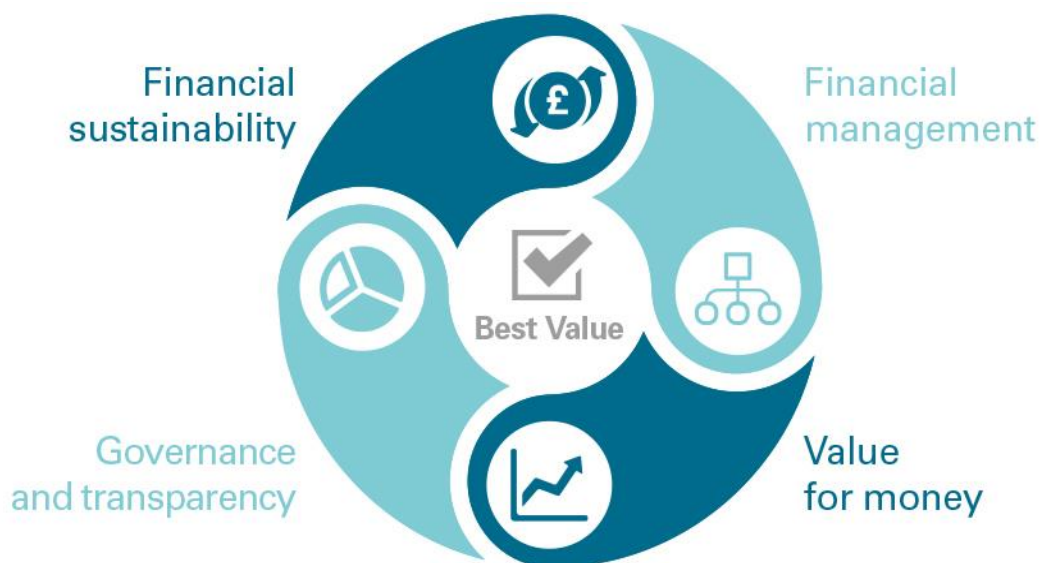 Financial
sustainability
Financial
management
£
Best Value
Governance
and transparency
Value
for money